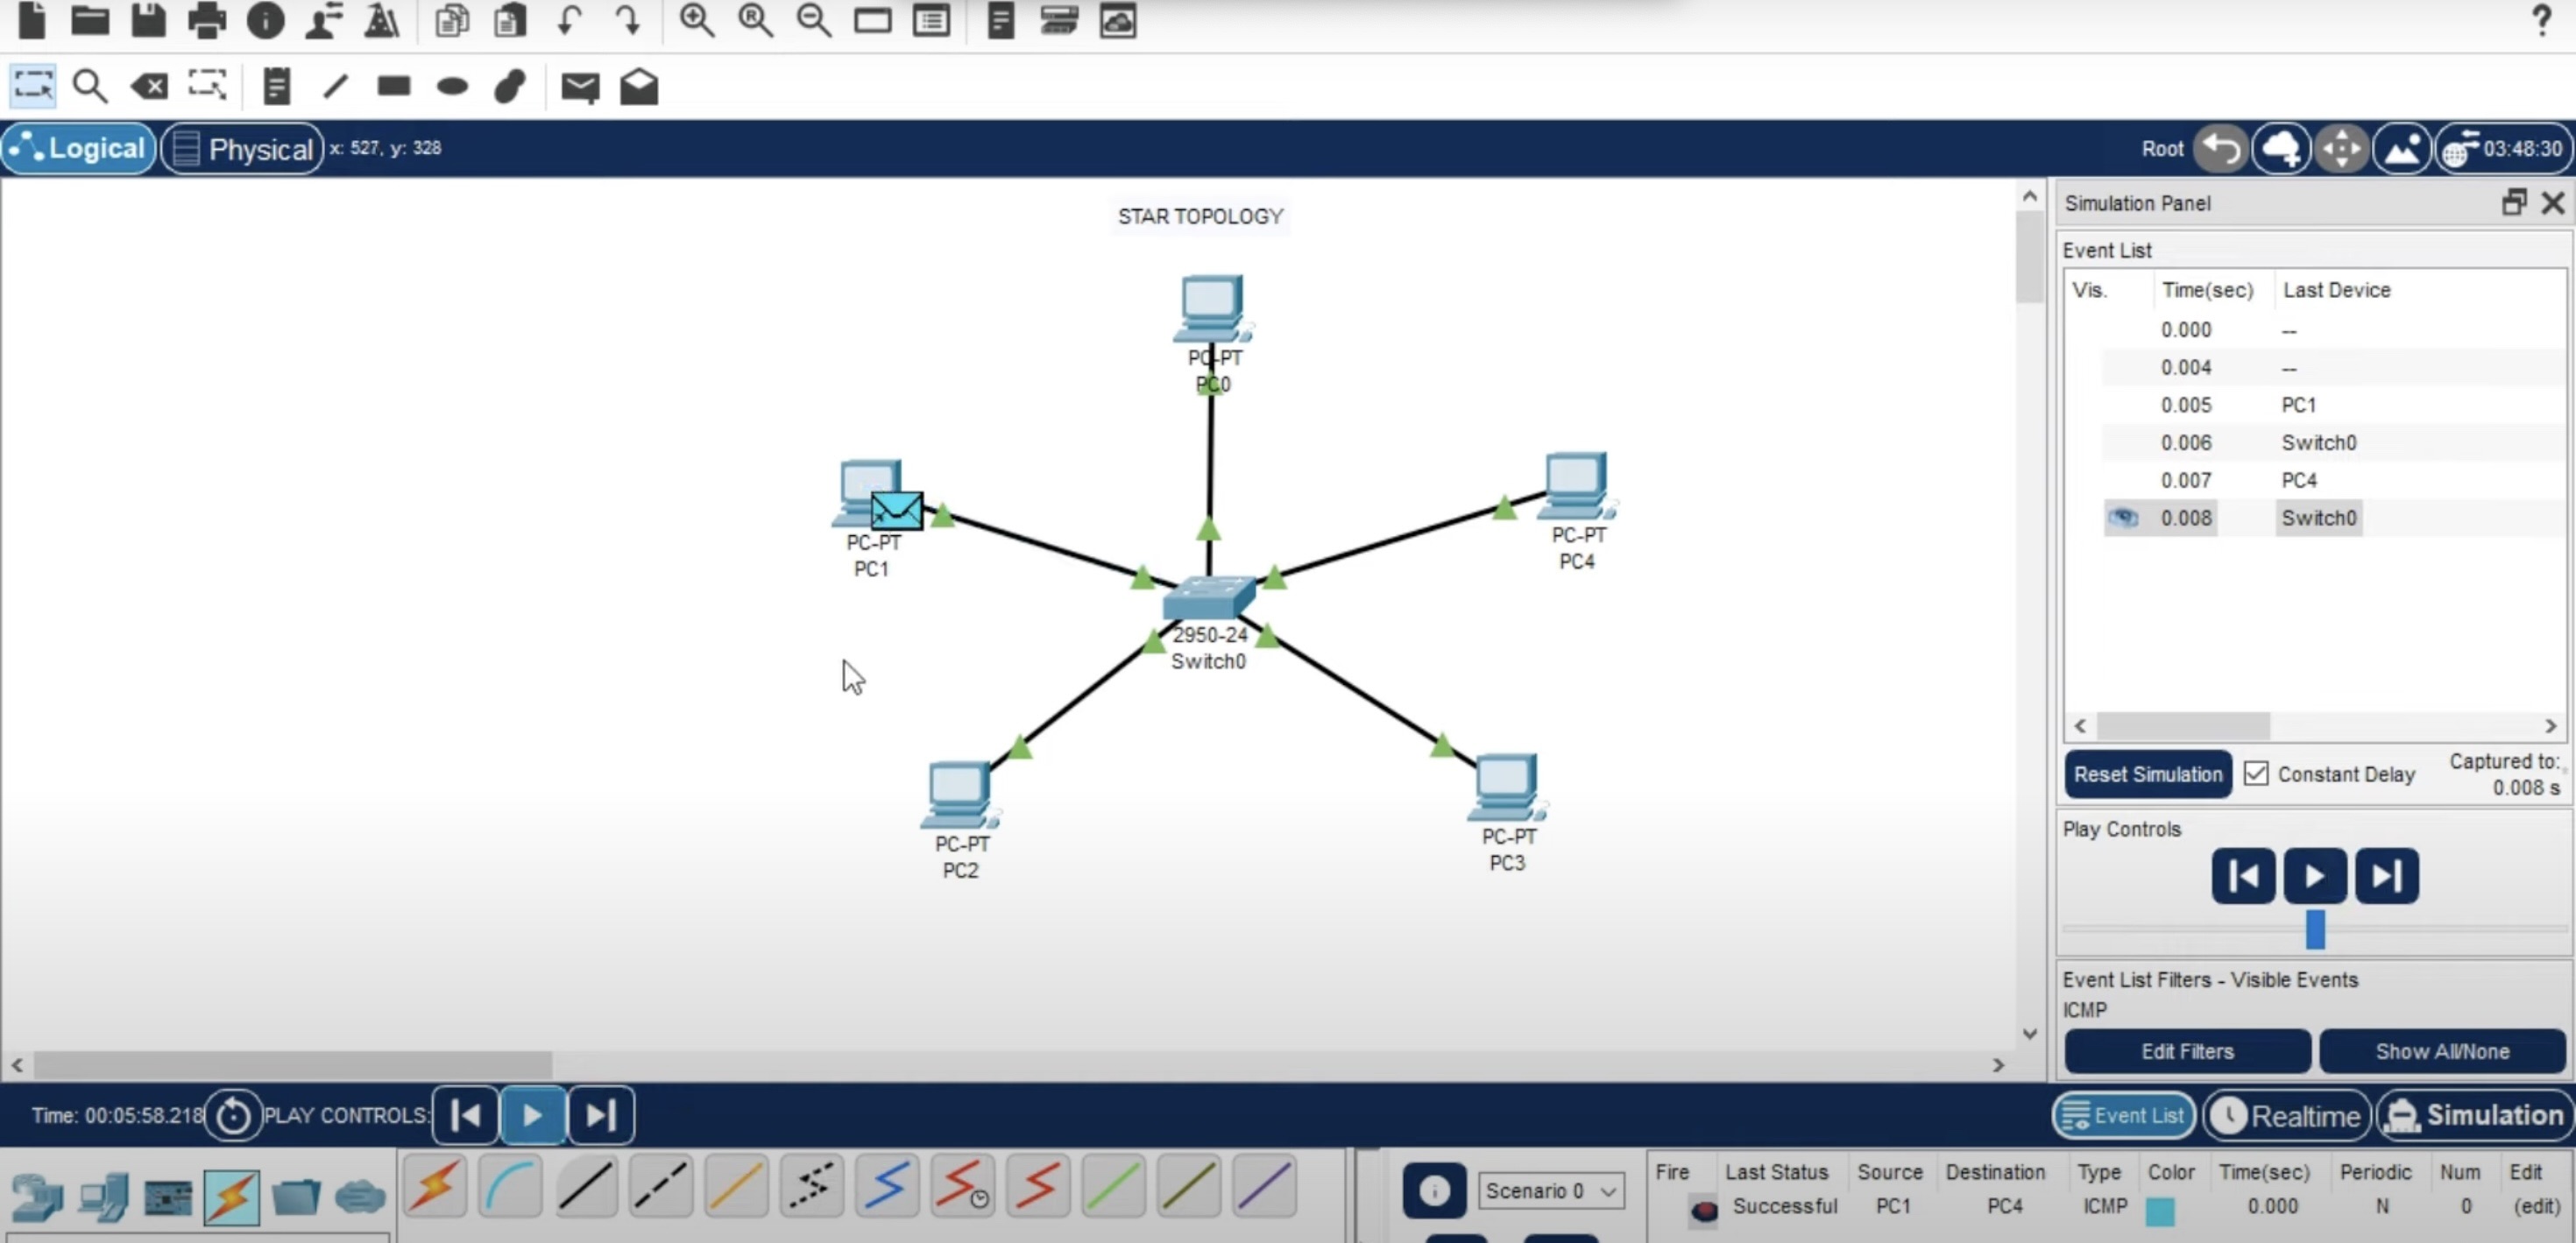 Logical
Physical
x: 527, y: 328
Root
03:48:30
STAR TOPOLOGY
PC-PT
PC0
PC-PT
PC1
PC-PT
PC4
2950-24
Switch0
PC-PT
PC2
PC-PT
PC3
Simulation Panel
Event List
Vis. Time(sec) Last Device
0.000 --
0.004 --
0.005 PC1
0.006 Switch0
0.007 PC4
0.008 Switch0
Reset Simulation
Constant Delay
Captured to:
0.008 s
Play Controls
Event List Filters - Visible Events
ICMP
Edit Filters
Show All/None
Time: 00:05:58.218
PLAY CONTROLS:
Event List
Realtime
Simulation
Scenario 0
Fire Last Status Source Destination Type Color Time(sec) Periodic Num Edit
Successful PC1 PC4 ICMP 0.000 N 0 (edit)